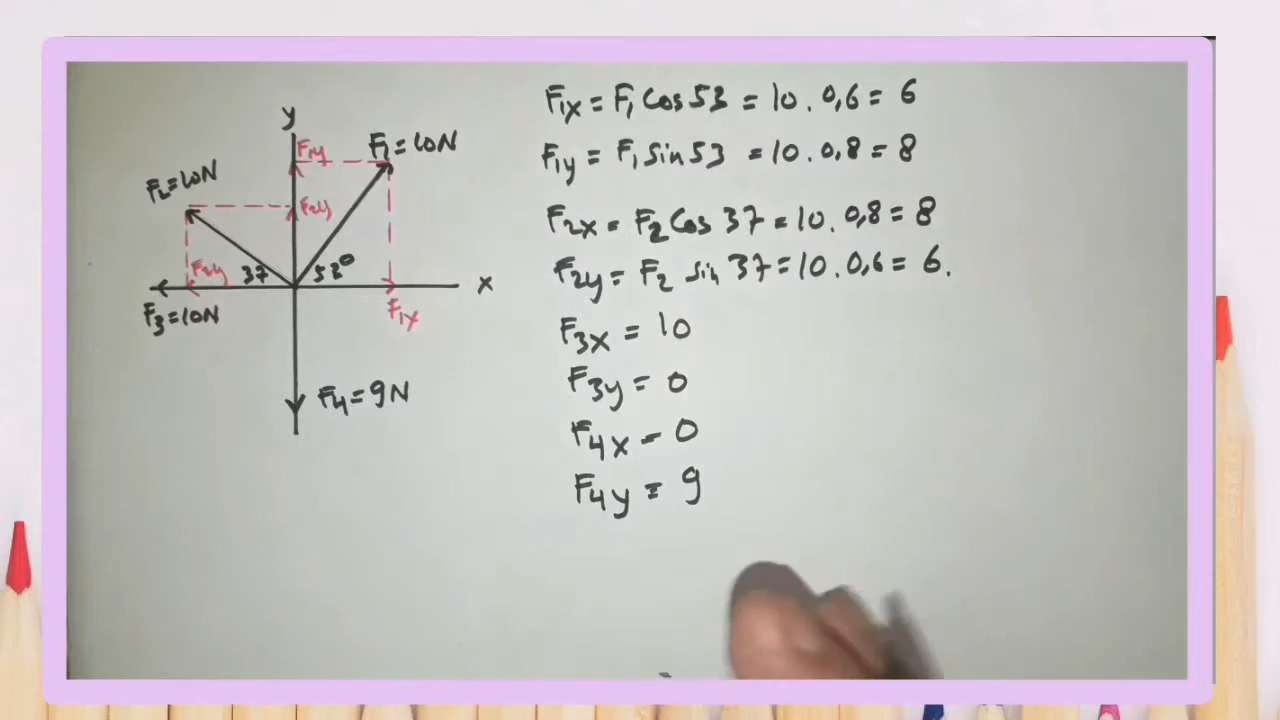 y
F1y
F1=10N
F2=10N
F2y
F2y
37
53°
x
F3=10N
F1x
F4=9N
F1x = F1 Cos 53 = 10 . 0,6 = 6
F1y = F1 sin 53 = 10 . 0,8 = 8
F2x = F2 Cos 37 = 10 . 0,8 = 8
F2y = F2 sin 37 = 10 . 0,6 = 6.
F3x = 10
F3y = 0
F4x = 0
F4y = 9